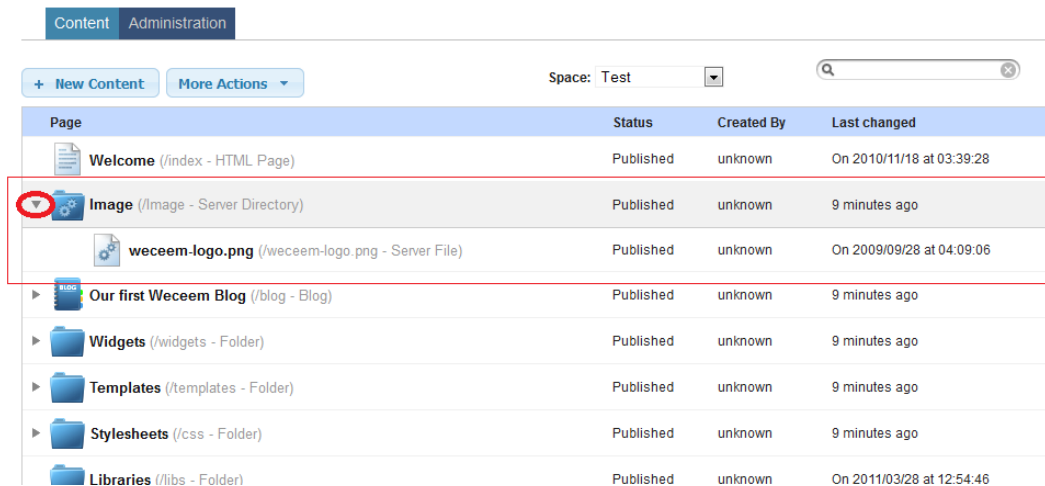 Content Administration
+ New Content More Actions Space: Test
Page Status Created By Last changed
Welcome (/index - HTML Page) Published unknown On 2010/11/18 at 03:39:28
Image (/Image - Server Directory) Published unknown 9 minutes ago
weceem-logo.png (/weceem-logo.png - Server File) Published unknown On 2009/09/28 at 04:09:06
BLOG
Our first Weceem Blog (/blog - Blog) Published unknown 9 minutes ago
Widgets (/widgets - Folder) Published unknown 9 minutes ago
Templates (/templates - Folder) Published unknown 9 minutes ago
Stylesheets (/css - Folder) Published unknown 9 minutes ago
Libraries (/libs - Folder) Published unknown On 2011/03/28 at 12:54:46